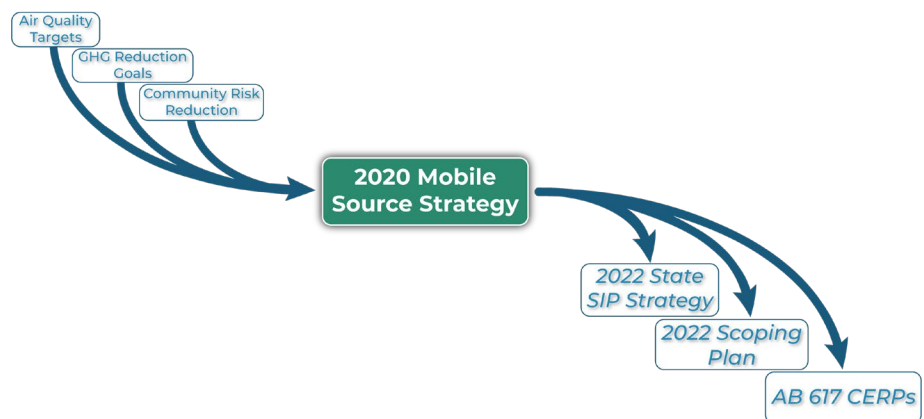 Air Quality
Targets
GHG Reduction
Goals
Community Risk
Reduction
2020 Mobile
Source Strategy
2022 State
SIP Strategy
2022 Scoping
Plan
AB 617 CERPs